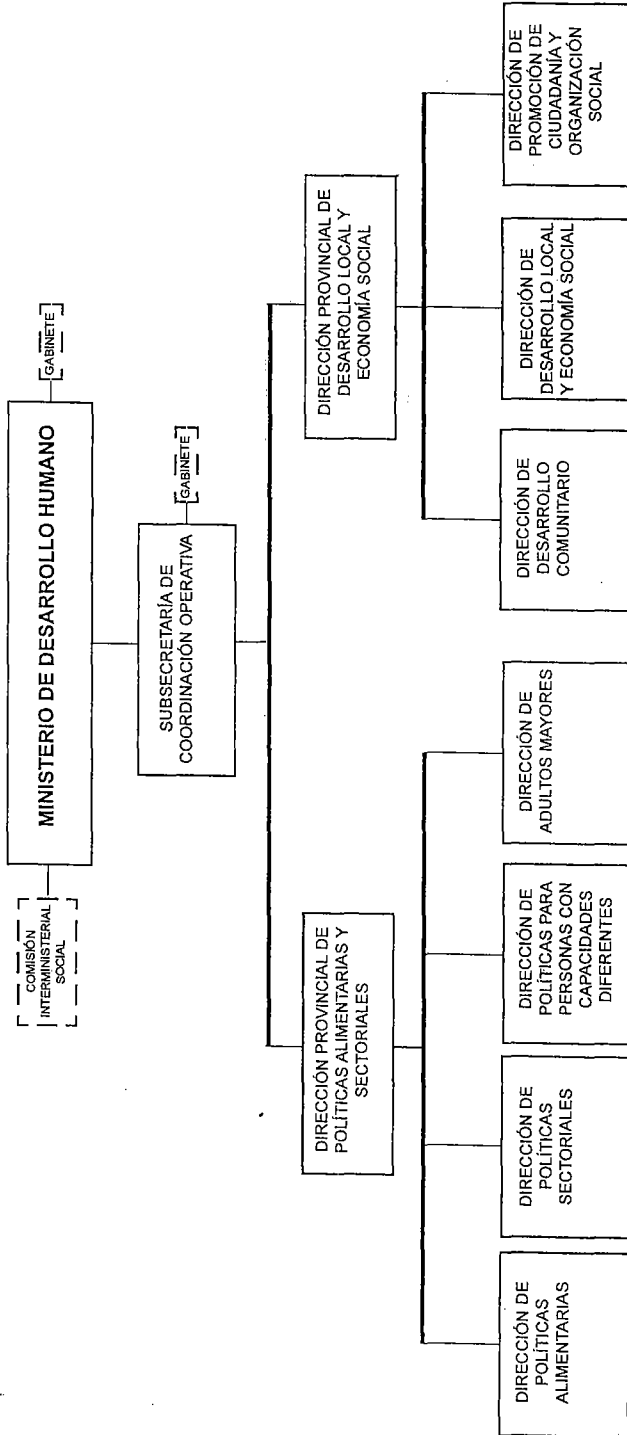 COMISIÓN
INTERMINISTERIAL
SOCIAL
MINISTERIO DE DESARROLLO HUMANO
GABINETE
SUBSECRETARÍA DE
COORDINACIÓN OPERATIVA
GABINETE
DIRECCIÓN PROVINCIAL DE
POLÍTICAS ALIMENTARIAS Y
SECTORIALES
DIRECCIÓN PROVINCIAL DE
DESARROLLO LOCAL Y
ECONOMÍA SOCIAL
DIRECCIÓN DE
POLÍTICAS
ALIMENTARIAS
DIRECCIÓN DE
POLÍTICAS
SECTORIALES
DIRECCIÓN DE
POLÍTICAS PARA
PERSONAS CON
CAPACIDADES
DIFERENTES
DIRECCIÓN DE
ADULTOS MAYORES
DIRECCIÓN DE
DESARROLLO
COMUNITARIO
DIRECCIÓN DE
DESARROLLO LOCAL
Y ECONOMÍA SOCIAL
DIRECCIÓN DE
PROMOCIÓN DE
CIUDADANÍA Y
ORGANIZACIÓN
SOCIAL